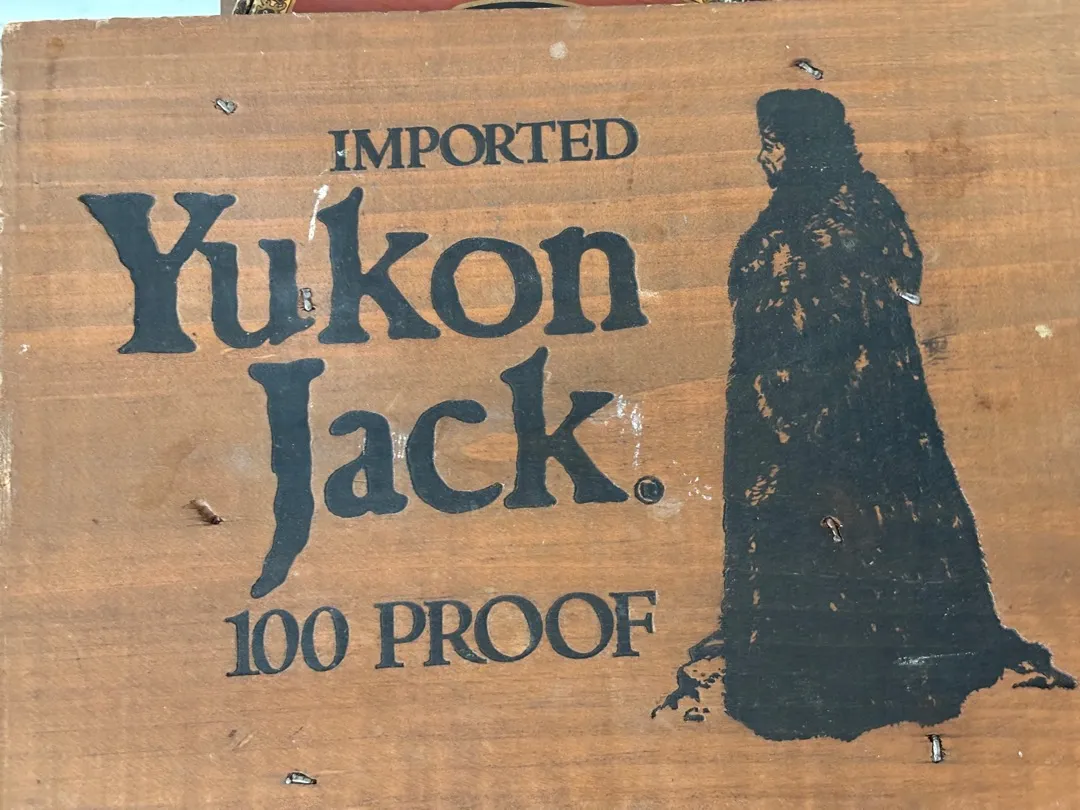 IMPORTED
Yukon
Jack.®
100 PROOF